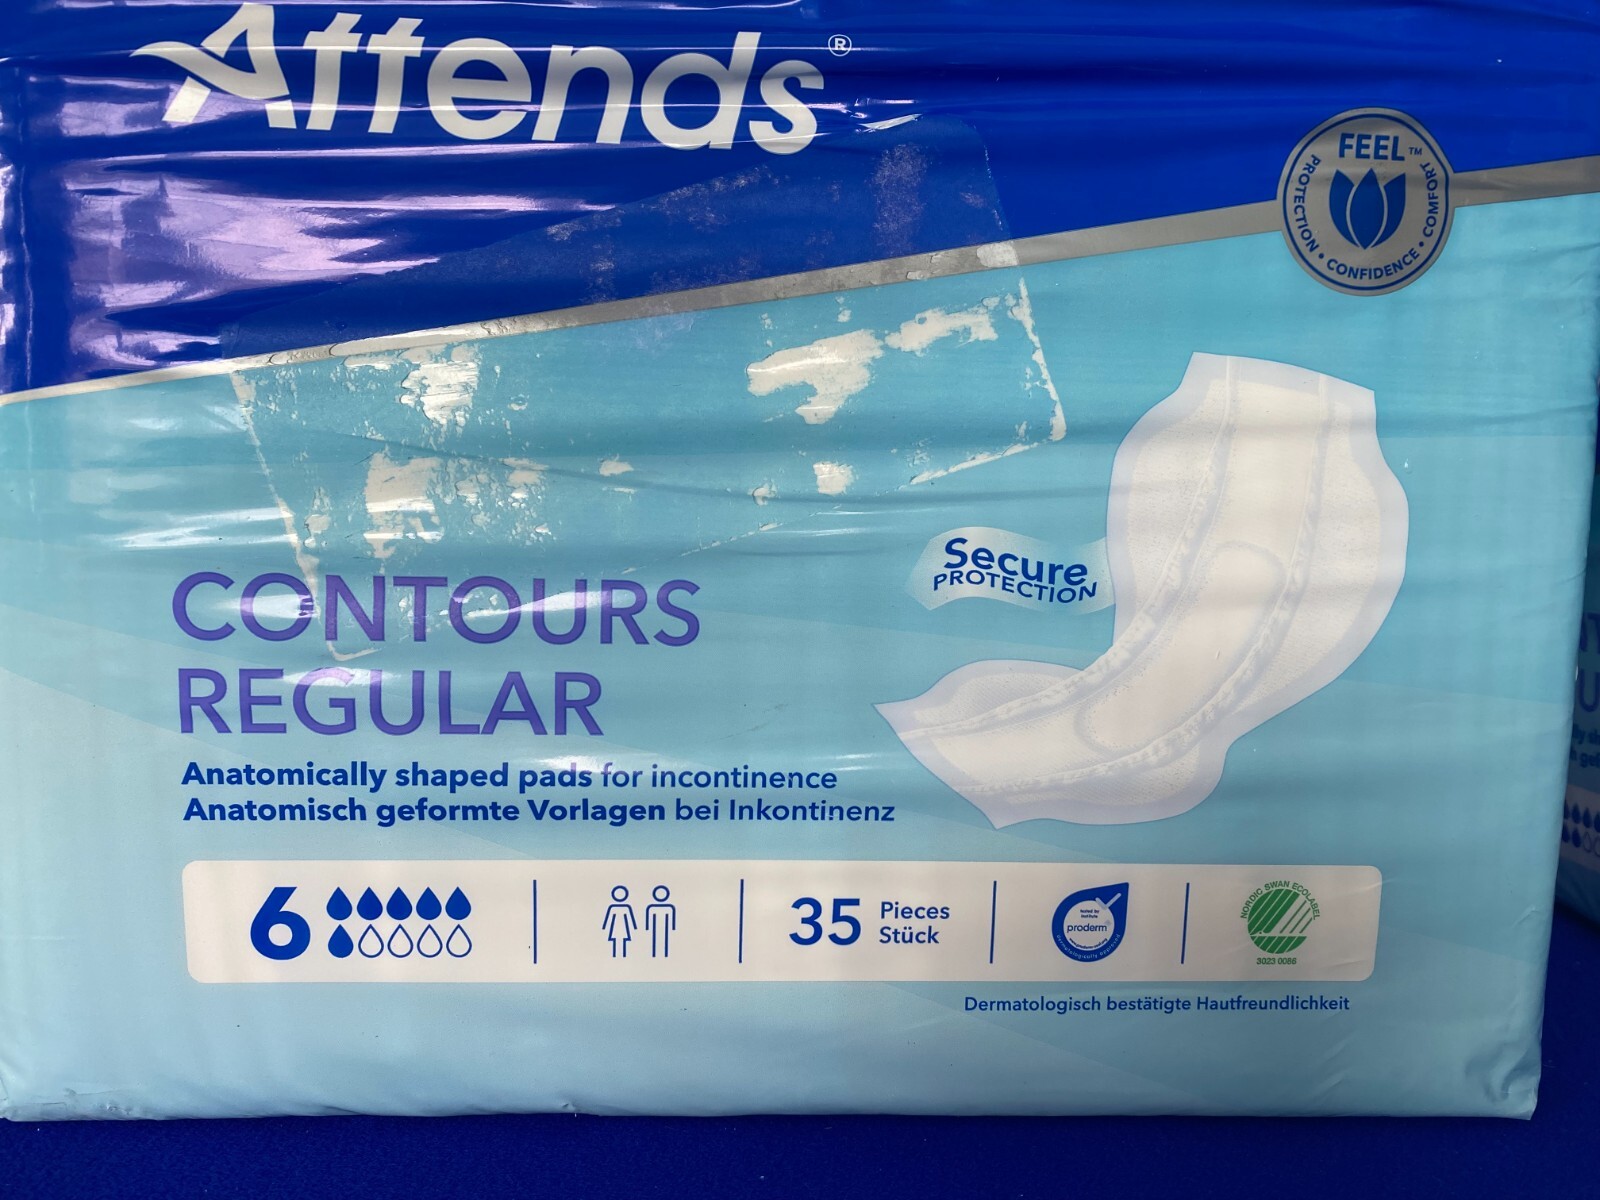 Attends®
FEEL™
PROTECTION • CONFIDENCE • COMFORT
Secure
PROTECTION
CONTOURS
REGULAR
Anatomically shaped pads for incontinence
Anatomisch geformte Vorlagen bei Inkontinenz
6
35
Pieces
Stück
proderm®
NORDIC SWAN ECOLABEL
3023 0086
Dermatologisch bestätigte Hautfreundlichkeit